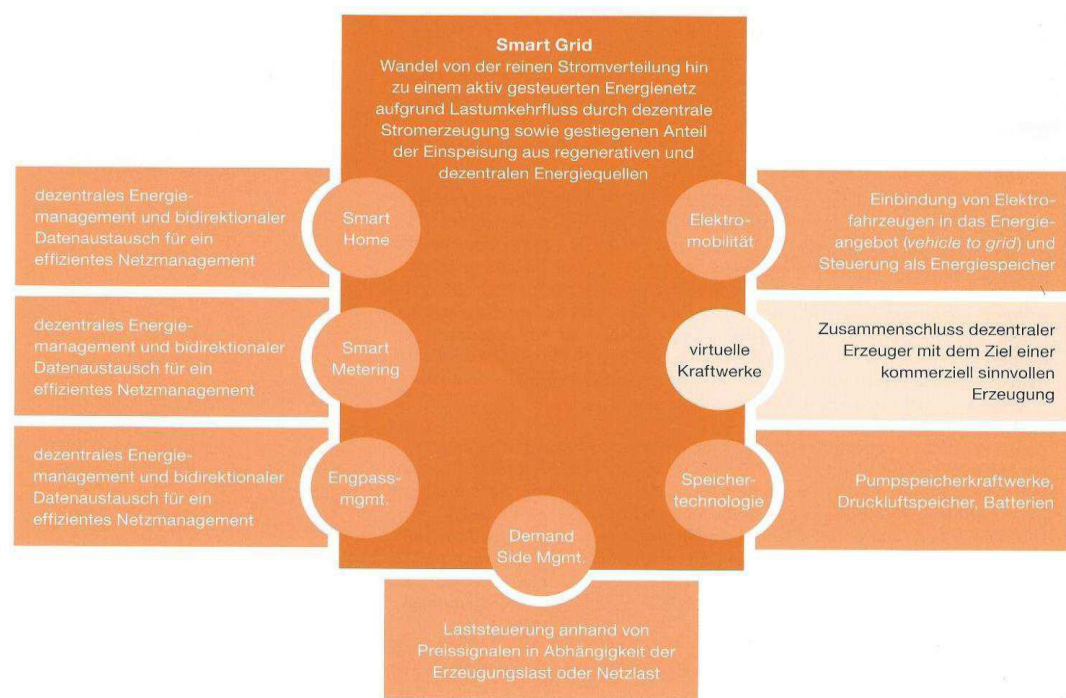 Smart Grid
Wandel von der reinen Stromverteilung hin
zu einem aktiv gesteuerten Energienetz
aufgrund Lastumkehrfluss durch dezentrale
Stromerzeugung sowie gestiegenen Anteil
der Einspeisung aus regenerativen und
dezentralen Energiequellen
dezentrales Energie-
management und bidirektionaler
Datenaustausch für ein
effizientes Netzmanagement
Smart
Home
dezentrales Energie-
management und bidirektionaler
Datenaustausch für ein
effizientes Netzmanagement
Smart
Metering
dezentrales Energie-
management und bidirektionaler
Datenaustausch für ein
effizientes Netzmanagement
Engpass-
mgmt.
Elektro-
mobilität
Einbindung von Elektro-
fahrzeugen in das Energie-
angebot (vehicle to grid) und
Steuerung als Energiespeicher
virtuelle
Kraftwerke
Zusammenschluss dezentraler
Erzeuger mit dem Ziel einer
kommerziell sinnvollen
Erzeugung
Speicher-
technologie
Pumpspeicherkraftwerke,
Druckluftspeicher, Batterien
Demand
Side Mgmt.
Laststeuerung anhand von
Preissignalen in Abhängigkeit der
Erzeugungslast oder Netzlast